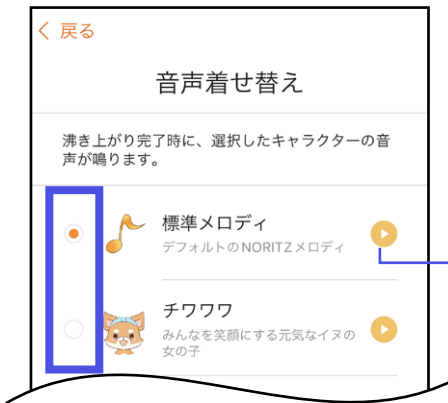 戻る
音声着せ替え
沸き上がり完了時に、選択したキャラクターの音
声が鳴ります。
標準メロディ
デフォルトのNORITZメロディ
チワワワ
みんなを笑顔にする元気なイヌの
女の子